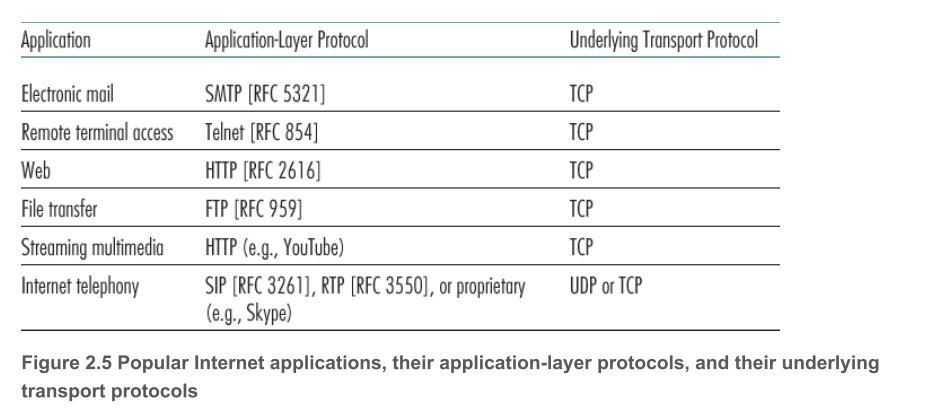 Application Application-Layer Protocol Underlying Transport Protocol
Electronic mail SMTP [RFC 5321] TCP
Remote terminal access Telnet [RFC 854] TCP
Web HTTP [RFC 2616] TCP
File transfer FTP [RFC 959] TCP
Streaming multimedia HTTP (e.g., YouTube) TCP
Internet telephony SIP [RFC 3261], RTP [RFC 3550], or proprietary UDP or TCP
(e.g., Skype)
Figure 2.5 Popular Internet applications, their application-layer protocols, and their underlying
transport protocols